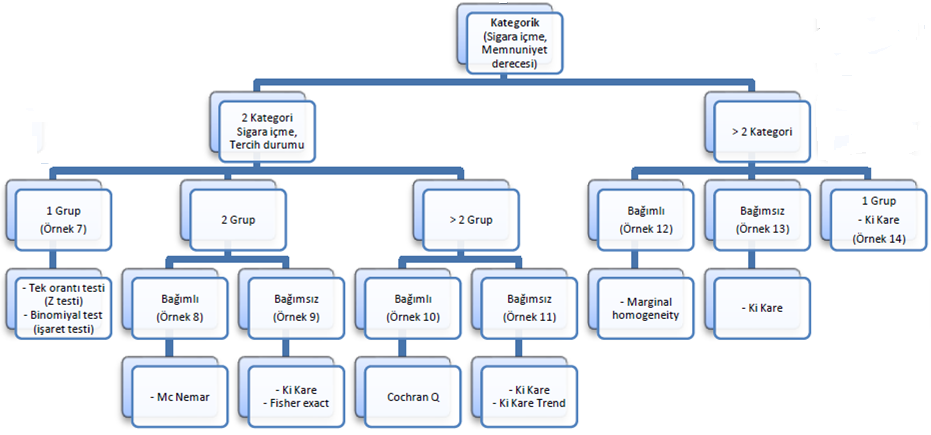 Kategorik
(Sigara içme,
Memnuniyet
derecesi)
2 Kategori
Sigara içme,
Tercih durumu
> 2 Kategori
1 Grup
(Örnek 7)
2 Grup
> 2 Grup
Bağımlı
(Örnek 12)
Bağımsız
(Örnek 13)
1 Grup
- Ki Kare
(Örnek 14)
- Tek orantı testi
(Z testi)
- Binomiyal test
(işaret testi)
Bağımlı
(Örnek 8)
Bağımsız
(Örnek 9)
Bağımlı
(Örnek 10)
Bağımsız
(Örnek 11)
- Marginal
homogeneity
- Ki Kare
- Mc Nemar
- Ki Kare
- Fisher exact
Cochran Q
- Ki Kare
- Ki Kare Trend